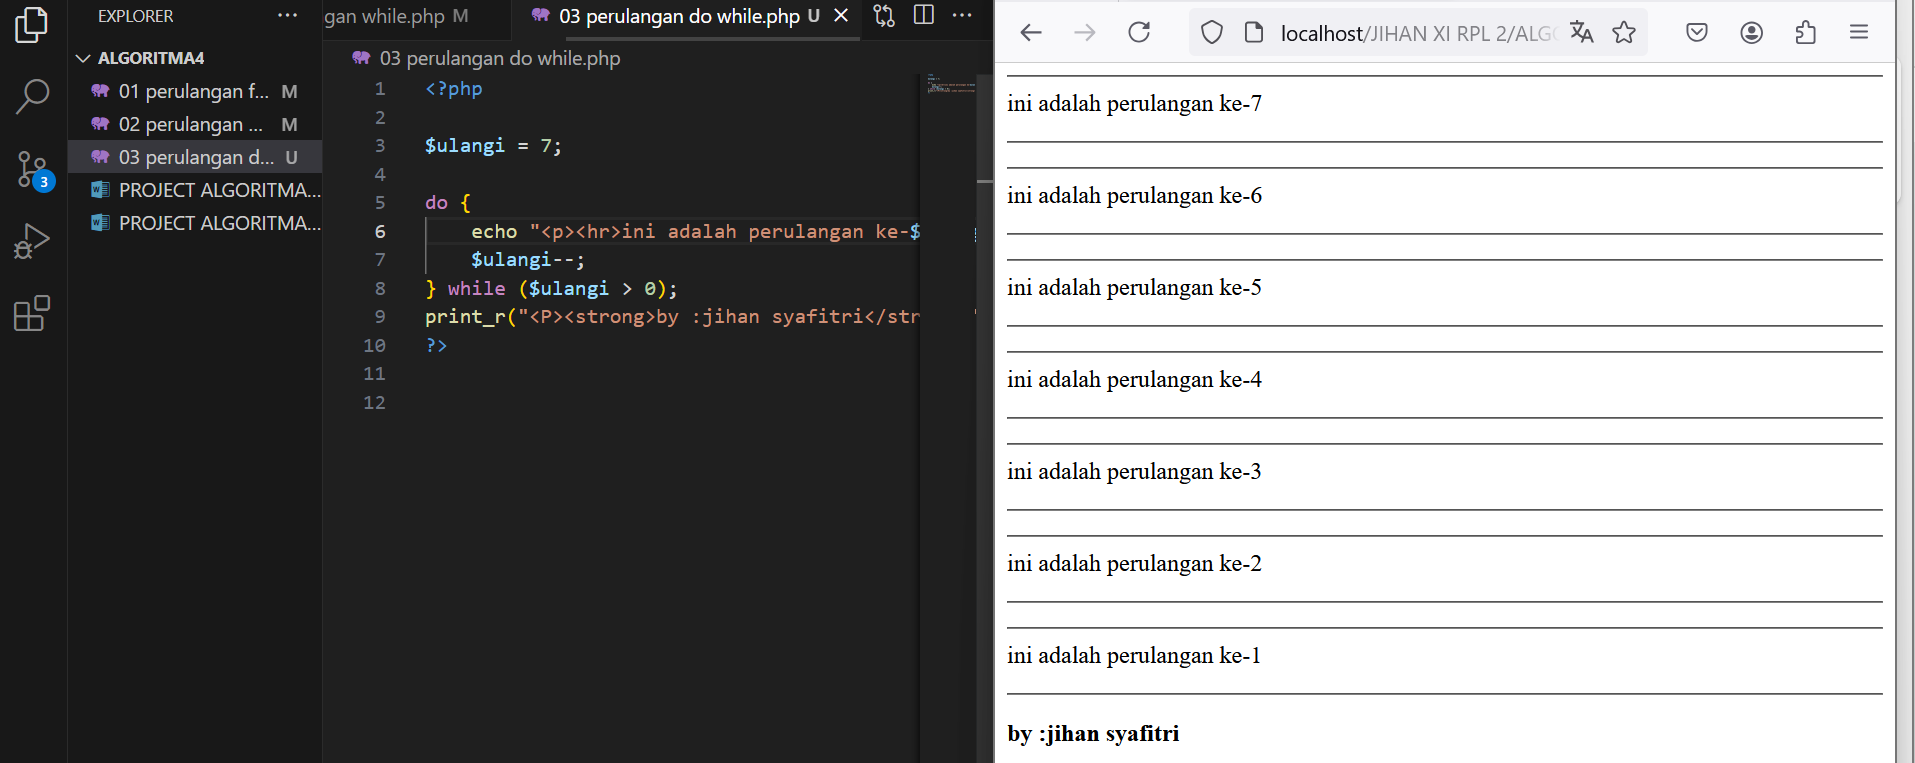 EXPLORER
ALGORITMA4
01 perulangan f... M
02 perulangan ... M
03 perulangan d... U
PROJECT ALGORITMA...
PROJECT ALGORITMA...
3
gan while.php M
03 perulangan do while.php U
03 perulangan do while.php
1 <?php
2
3 $ulangi = 7;
4
5 do {
6 echo "<p><hr>ini adalah perulangan ke-$
7 $ulangi--;
8 } while ($ulangi > 0);
9 print_r("<P><strong>by :jihan syafitri</str
10 ?>
11
12
localhost/JIHAN XI RPL 2/ALGO
ini adalah perulangan ke-7
ini adalah perulangan ke-6
ini adalah perulangan ke-5
ini adalah perulangan ke-4
ini adalah perulangan ke-3
ini adalah perulangan ke-2
ini adalah perulangan ke-1
by :jihan syafitri